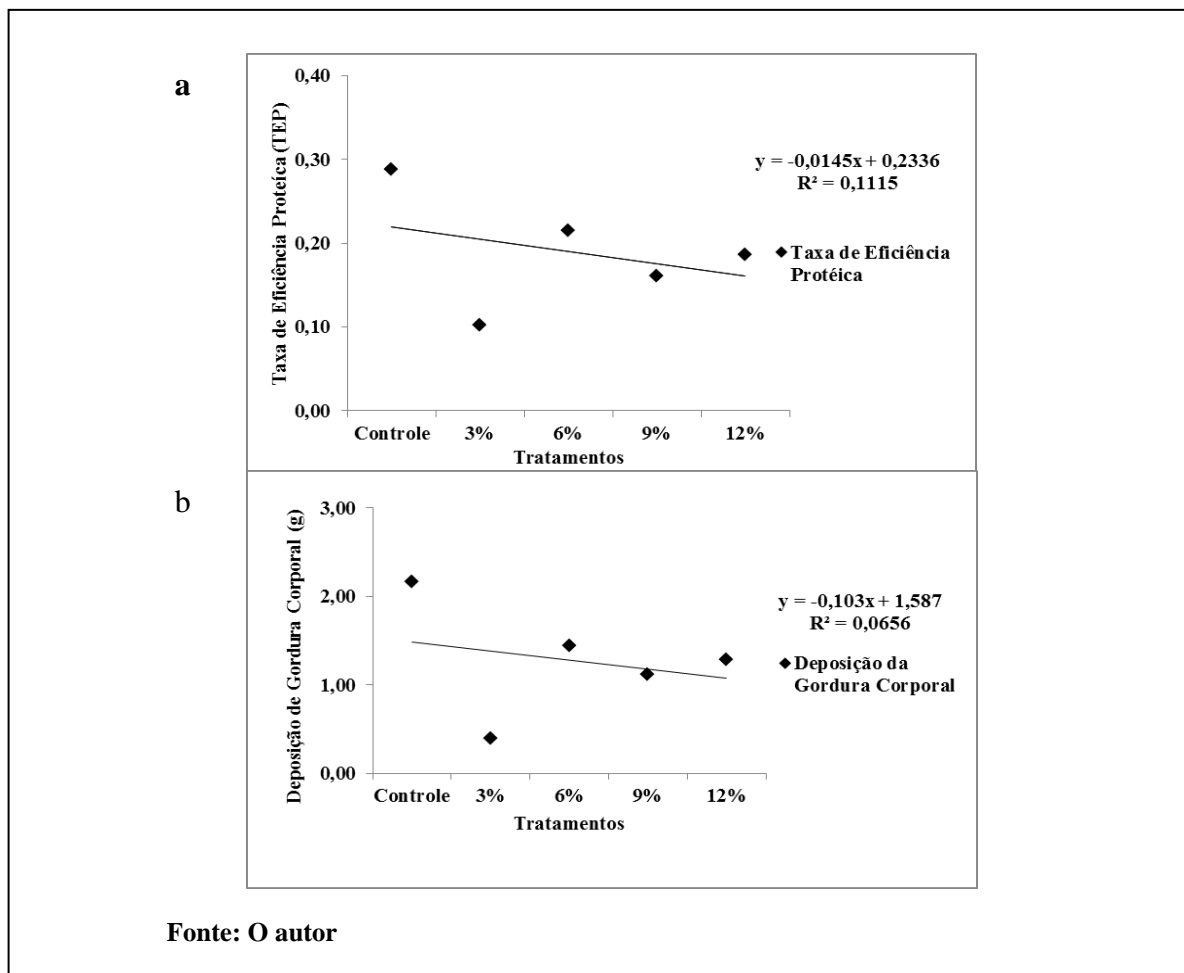 a
Taxa de Eficiência Proteíca (TEP)
0,40
0,30
0,20
0,10
0,00
y = -0,0145x + 0,2336
R² = 0,1115
Taxa de Eficiência
Protéica
Controle 3% 6% 9% 12%
Tratamentos
b
Deposição de Gordura Corporal (g)
3,00
2,00
1,00
0,00
y = -0,103x + 1,587
R² = 0,0656
Deposição da
Gordura Corporal
Controle 3% 6% 9% 12%
Tratamentos
Fonte: O autor